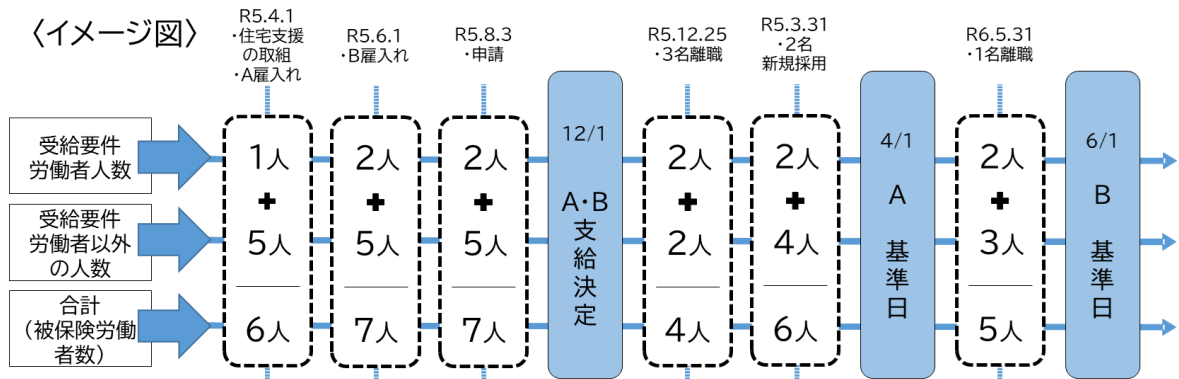 〈イメージ図〉
R5.4.1
・住宅支援
の取組
・A雇入れ
R5.6.1
・B雇入れ
R5.8.3
・申請
R5.12.25
・3名離職
R5.3.31
・2名
新規採用
R6.5.31
・1名離職
受給要件
労働者人数
1人
2人
2人
12/1
A・B支給決定
2人
2人
4/1
A 基準日
2人
6/1
B 基準日
+
+
+
+
+
+
受給要件
労働者以外
の人数
5人
5人
5人
2人
4人
3人
合計
(被保険労働
者数)
6人
7人
7人
4人
6人
5人